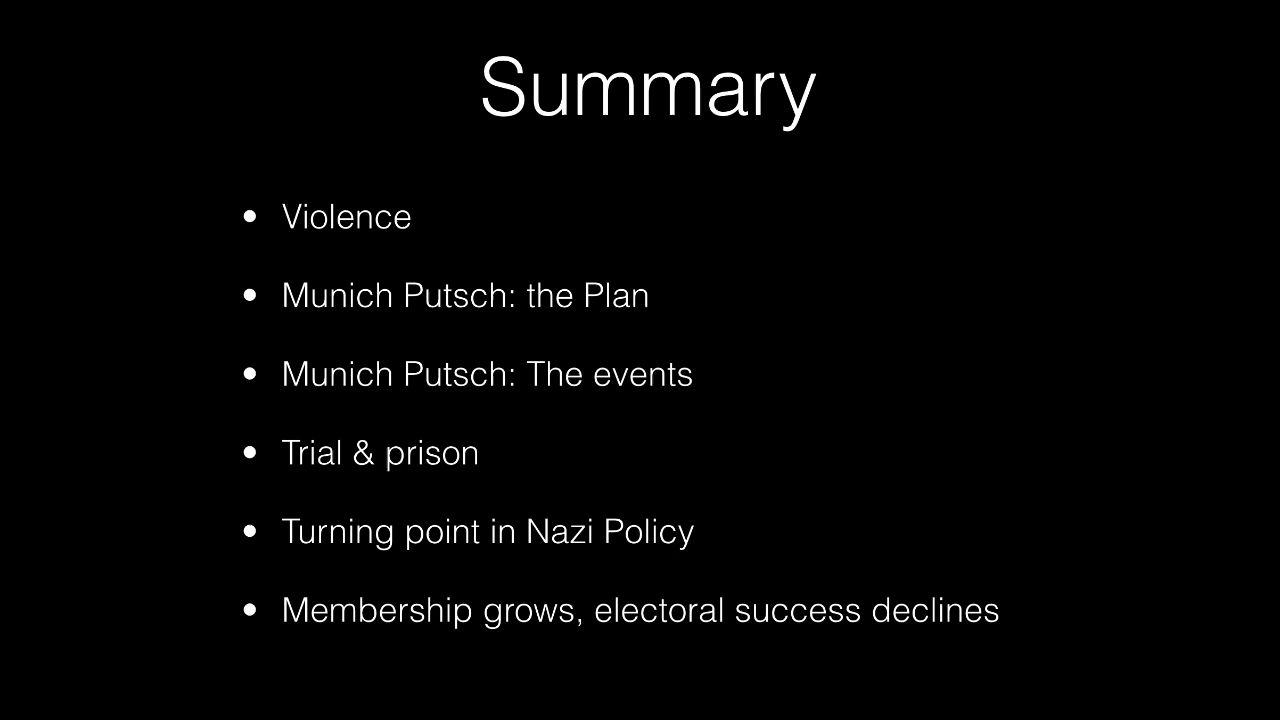 Summary
• Violence
• Munich Putsch: the Plan
• Munich Putsch: The events
• Trial & prison
• Turning point in Nazi Policy
• Membership grows, electoral success declines